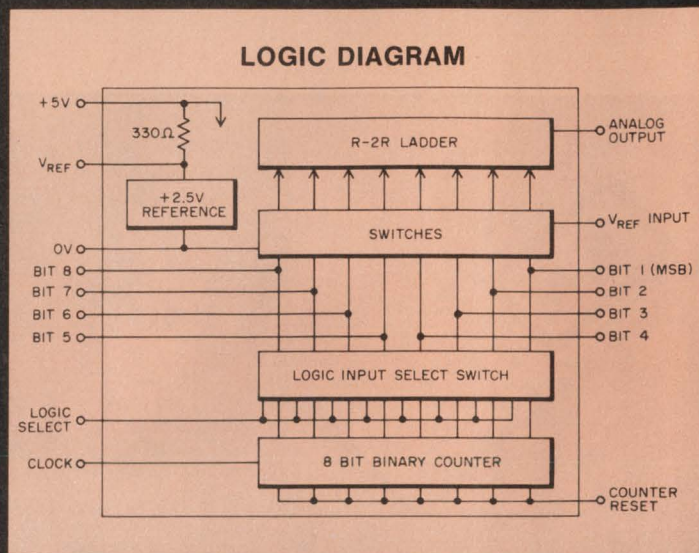 LOGIC DIAGRAM
+5V
330Ω
R-2R LADDER
ANALOG
OUTPUT
VREF
+2.5V
REFERENCE
SWITCHES
VREF INPUT
0V
BIT 8
BIT 1 (MSB)
BIT 7
BIT 2
BIT 6
BIT 3
BIT 5
BIT 4
LOGIC INPUT SELECT SWITCH
LOGIC
SELECT
CLOCK
8 BIT BINARY COUNTER
COUNTER
RESET